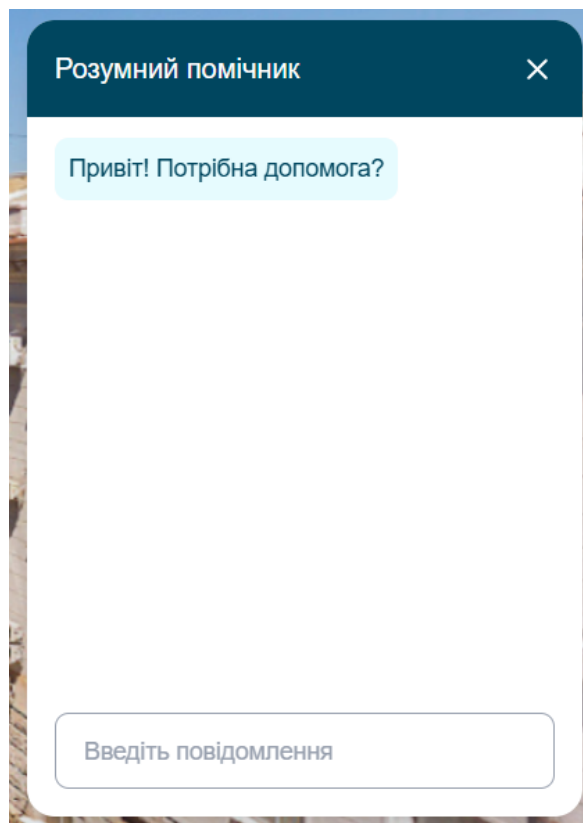 Розумний помічник
Привіт! Потрібна допомога?
Введіть повідомлення